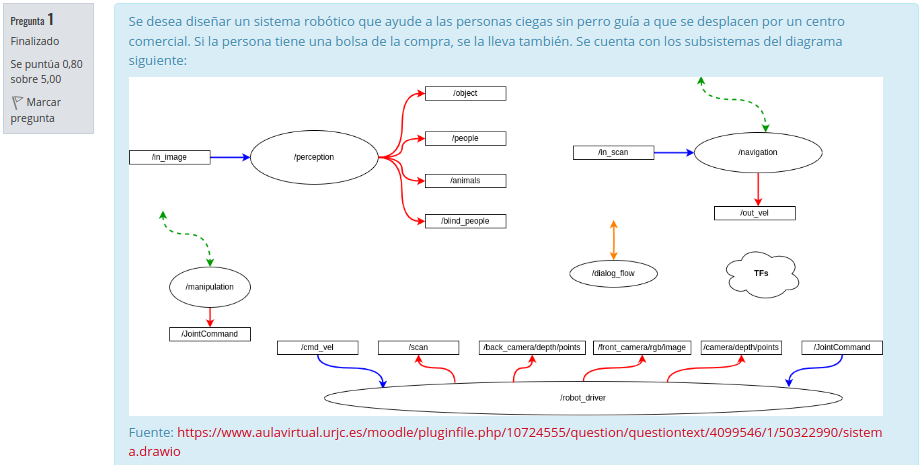 Pregunta 1
Finalizado
Se puntúa 0,80
sobre 5,00
Marcar
pregunta
Se desea diseñar un sistema robótico que ayude a las personas ciegas sin perro guía a que se desplacen por un centro
comercial. Si la persona tiene una bolsa de la compra, se la lleva también. Se cuenta con los subsistemas del diagrama
siguiente:
/object
/people
/in_image
/perception
/animals
/blind_people
/in_scan
/navigation
/out_vel
/manipulation
/dialog_flow
TFs
/JointCommand
/cmd_vel
/scan
/back_camera/depth/points
/front_camera/rgb/image
/camera/depth/points
/JointCommand
/robot_driver
Fuente: https://www.aulavirtual.urjc.es/moodle/pluginfile.php/10724555/question/questiontext/4099546/1/50322990/sistem
a.drawio